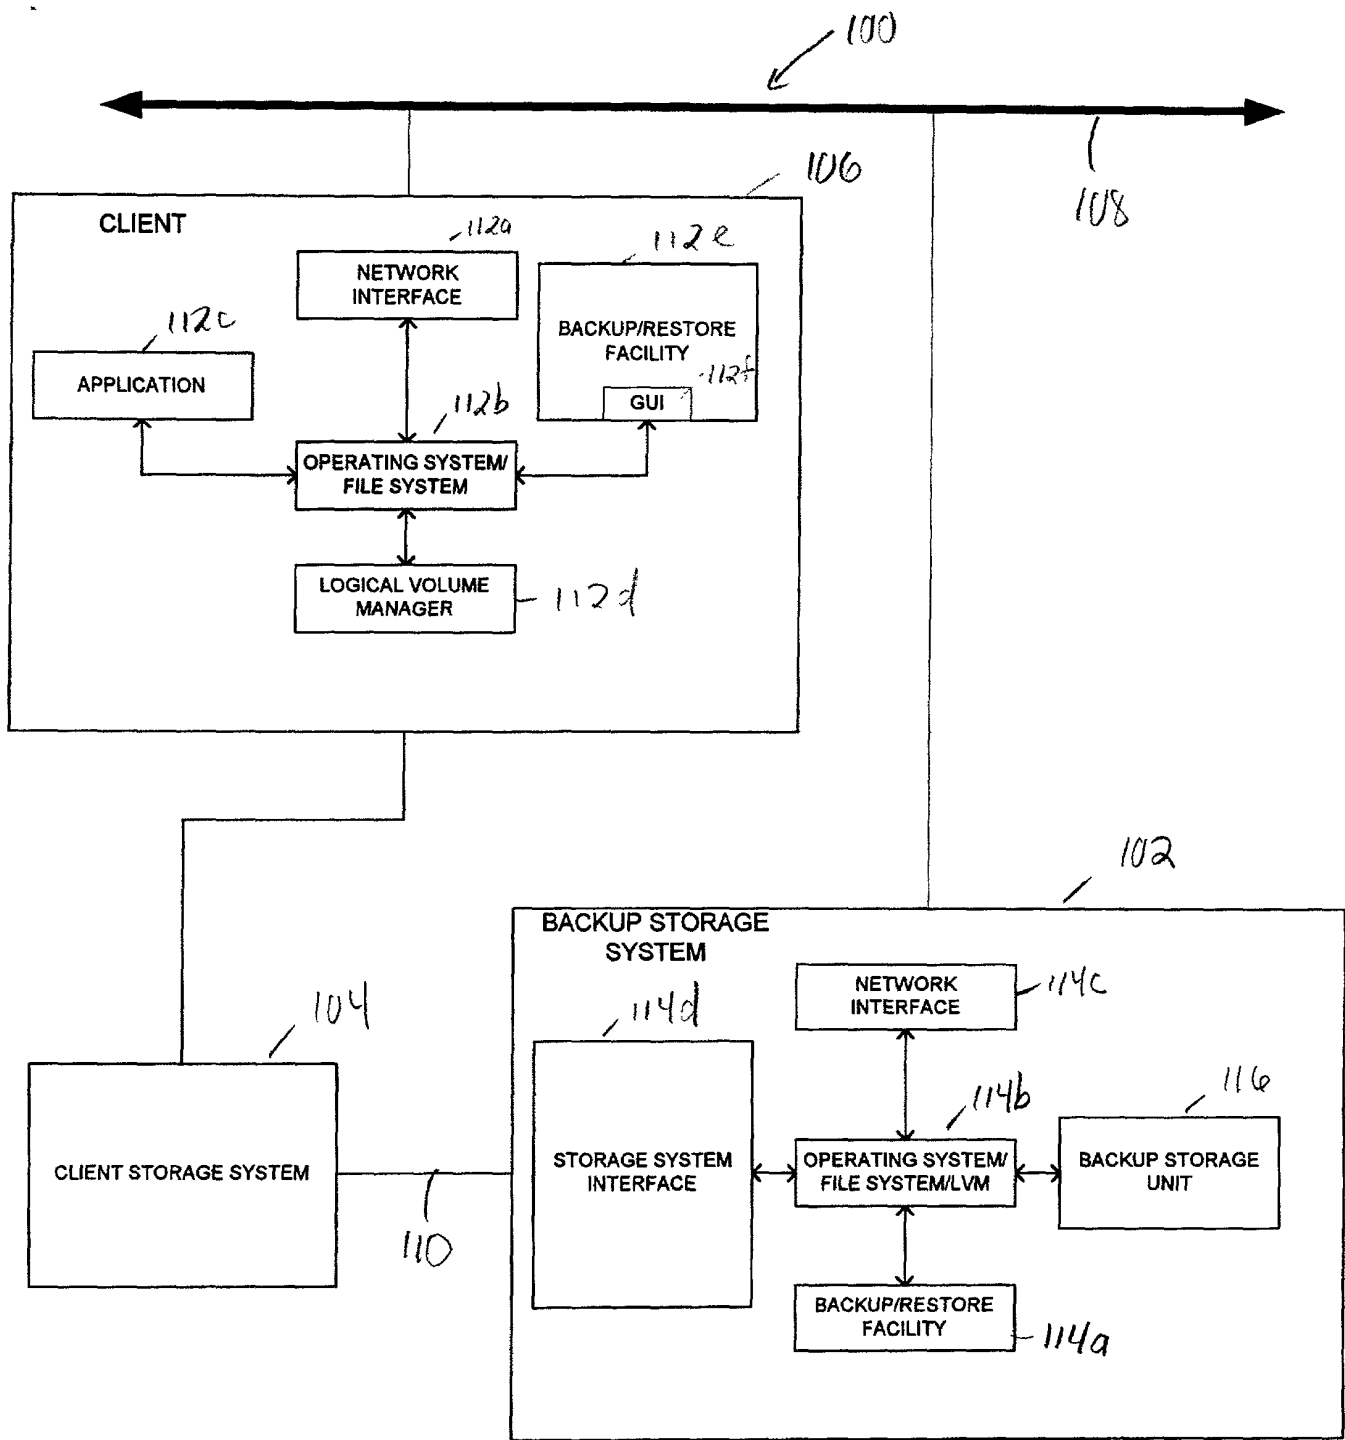 100
108
106
CLIENT
112a
NETWORK
INTERFACE
112e
BACKUP/RESTORE
FACILITY
112f
GUI
112c
APPLICATION
112b
OPERATING SYSTEM/
FILE SYSTEM
LOGICAL VOLUME
MANAGER
112d
102
BACKUP STORAGE
SYSTEM
104
CLIENT STORAGE SYSTEM
110
114d
STORAGE SYSTEM
INTERFACE
NETWORK
INTERFACE
114c
114b
OPERATING SYSTEM/
FILE SYSTEM/LVM
116
BACKUP STORAGE
UNIT
BACKUP/RESTORE
FACILITY
114a